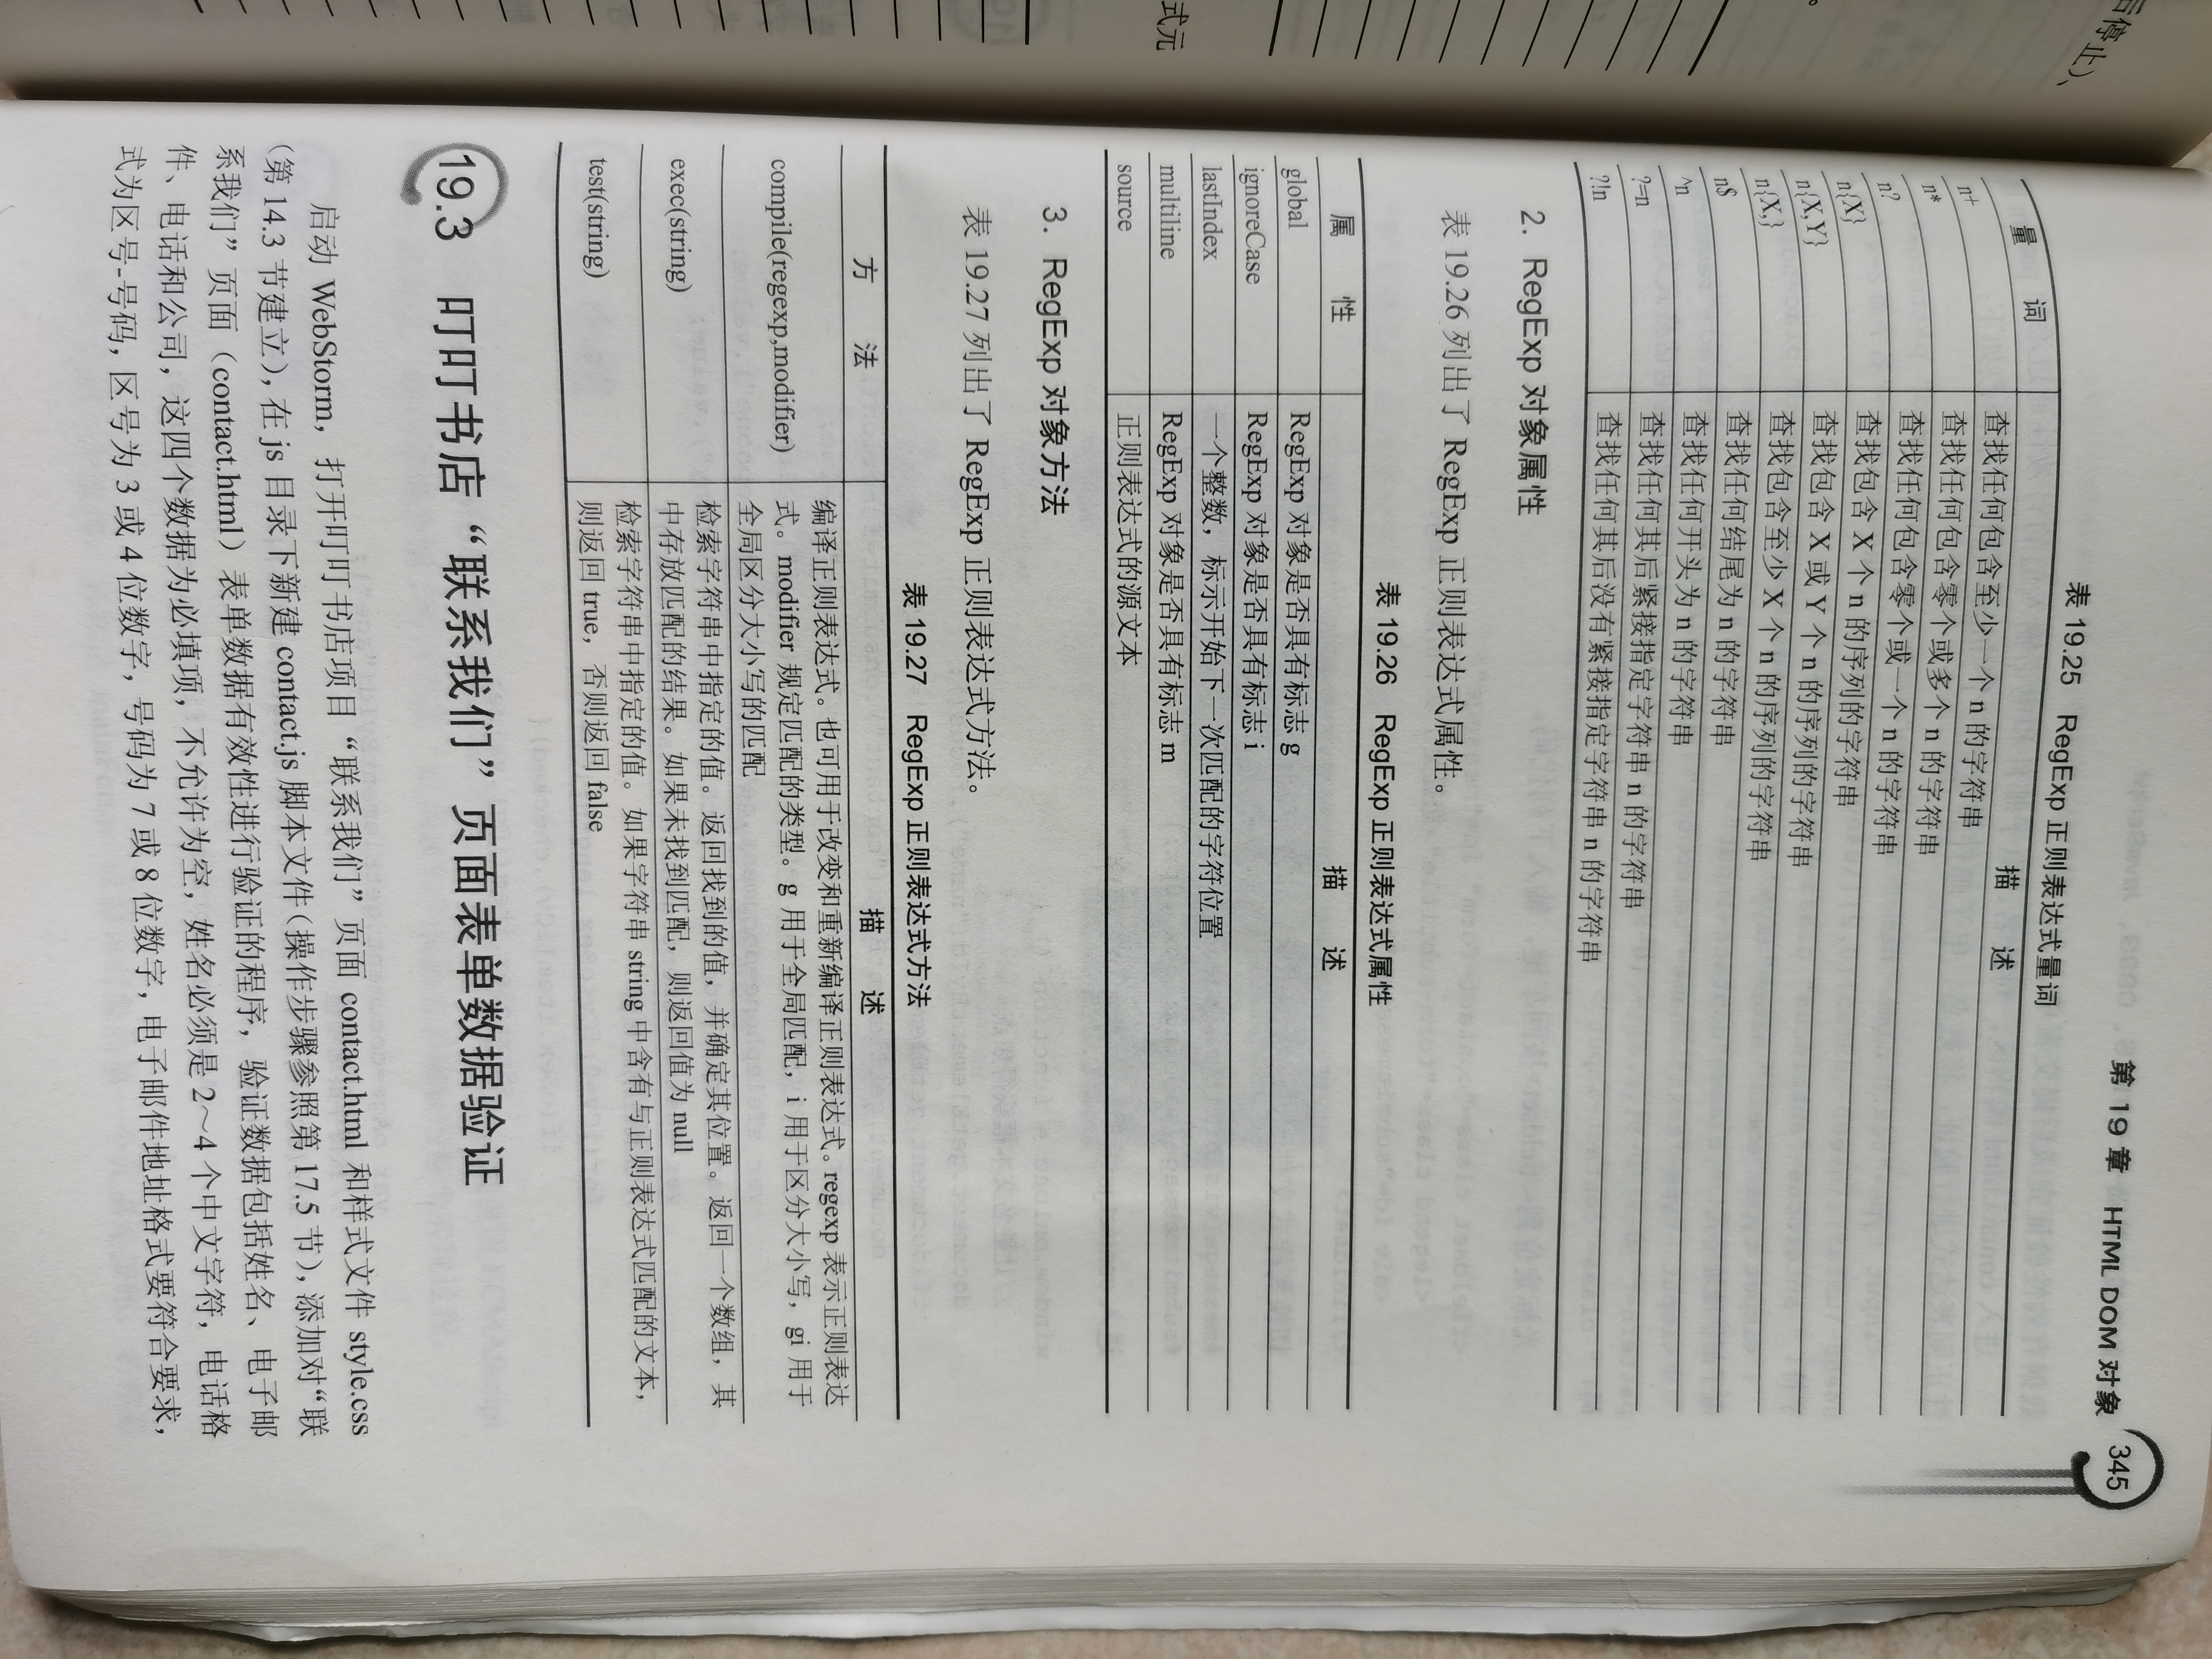 后停止)、
。
式元
第 19 章 HTML DOM 对象 345
表 19.25 RegExp 正则表达式量词
量 词 描 述
n+ 查找任何包含至少一个 n 的字符串
n* 查找任何包含零个或多个 n 的字符串
n? 查找任何包含零个或一个 n 的字符串
n{X} 查找包含 X 个 n 的序列的字符串
n{X,Y} 查找包含 X 或 Y 个 n 的序列的字符串
n{X,} 查找包含至少 X 个 n 的序列的字符串
n$ 查找任何结尾为 n 的字符串
^n 查找任何开头为 n 的字符串
?=n 查找任何其后紧接指定字符串 n 的字符串
?!n 查找任何其后没有紧接指定字符串 n 的字符串
2. RegExp 对象属性
表 19.26 列出了 RegExp 正则表达式属性。
表 19.26 RegExp 正则表达式属性
属 性 描 述
global RegExp 对象是否具有标志 g
ignoreCase RegExp 对象是否具有标志 i
lastIndex 一个整数，标示开始下一次匹配的字符位置
multiline RegExp 对象是否具有标志 m
source 正则表达式的源文本
3. RegExp 对象方法
表 19.27 列出了 RegExp 正则表达式方法。
表 19.27 RegExp 正则表达式方法
方 法 描 述
compile(regexp,modifier) 编译正则表达式。也可用于改变和重新编译正则表达式。regexp 表示正则表达
式。modifier 规定匹配的类型。g 用于全局匹配，i 用于区分大小写，gi 用于
全局区分大小写的匹配
exec(string) 检索字符串中指定的值。返回找到的值，并确定其位置。返回一个数组，其
中存放匹配的结果。如果未找到匹配，则返回值为 null
test(string) 检索字符串中指定的值。如果字符串 string 中含有与正则表达式匹配的文本，
则返回 true，否则返回 false
19.3 叮叮书店“联系我们”页面表单数据验证
启动 WebStorm，打开叮叮书店项目“联系我们”页面 contact.html 和样式文件 style.css
（第 14.3 节建立），在 js 目录下新建 contact.js 脚本文件（操作步骤参照第 17.5 节），添加对“联
系我们”页面（contact.html）表单数据有效性进行验证的程序，验证数据包括姓名、电子邮
件、电话和公司，这四个数据为必填项，不允许为空，姓名必须是 2～4 个中文字符，电话格
式为区号-号码，区号为 3 或 4 位数字，号码为 7 或 8 位数字，电子邮件地址格式要符合要求，